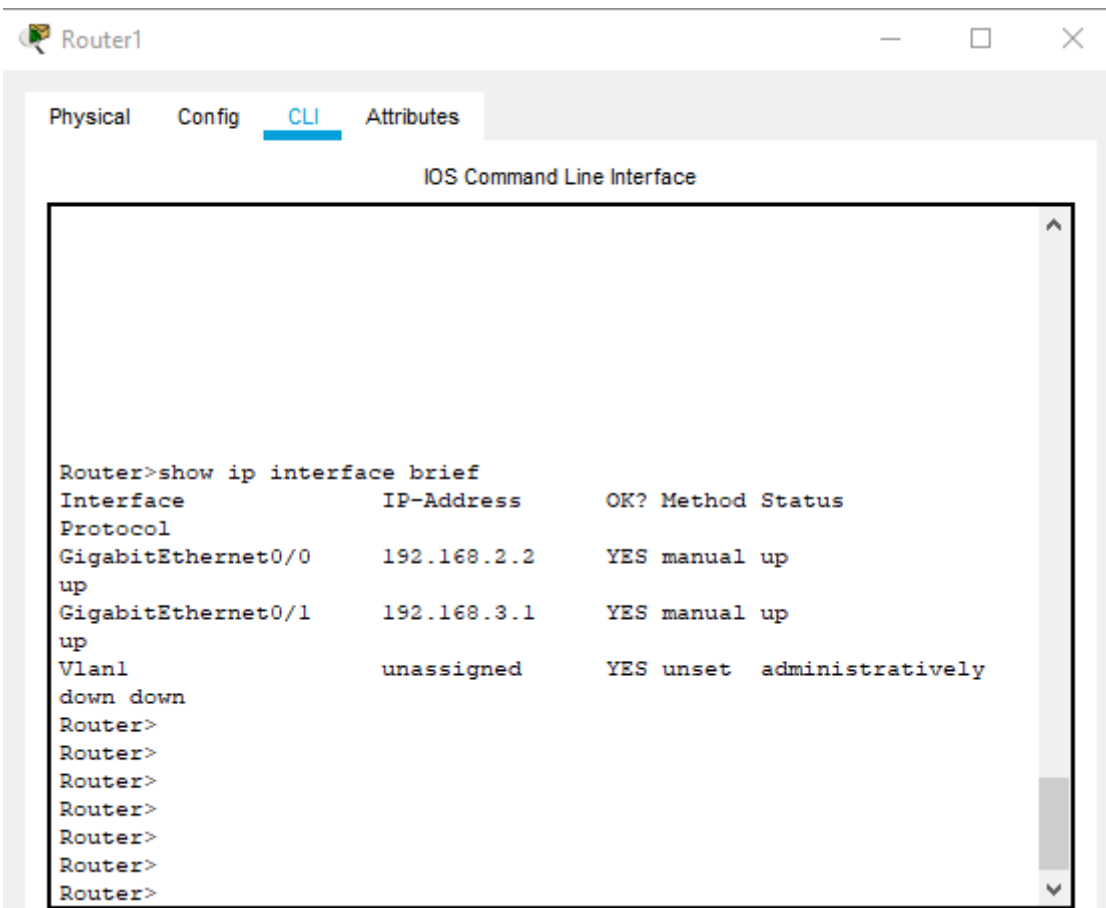 Router1
Physical Config CLI Attributes
IOS Command Line Interface
Router>show ip interface brief
Interface IP-Address OK? Method Status
Protocol
GigabitEthernet0/0 192.168.2.2 YES manual up
up
GigabitEthernet0/1 192.168.3.1 YES manual up
up
Vlan1 unassigned YES unset administratively
down down
Router>
Router>
Router>
Router>
Router>
Router>
Router>